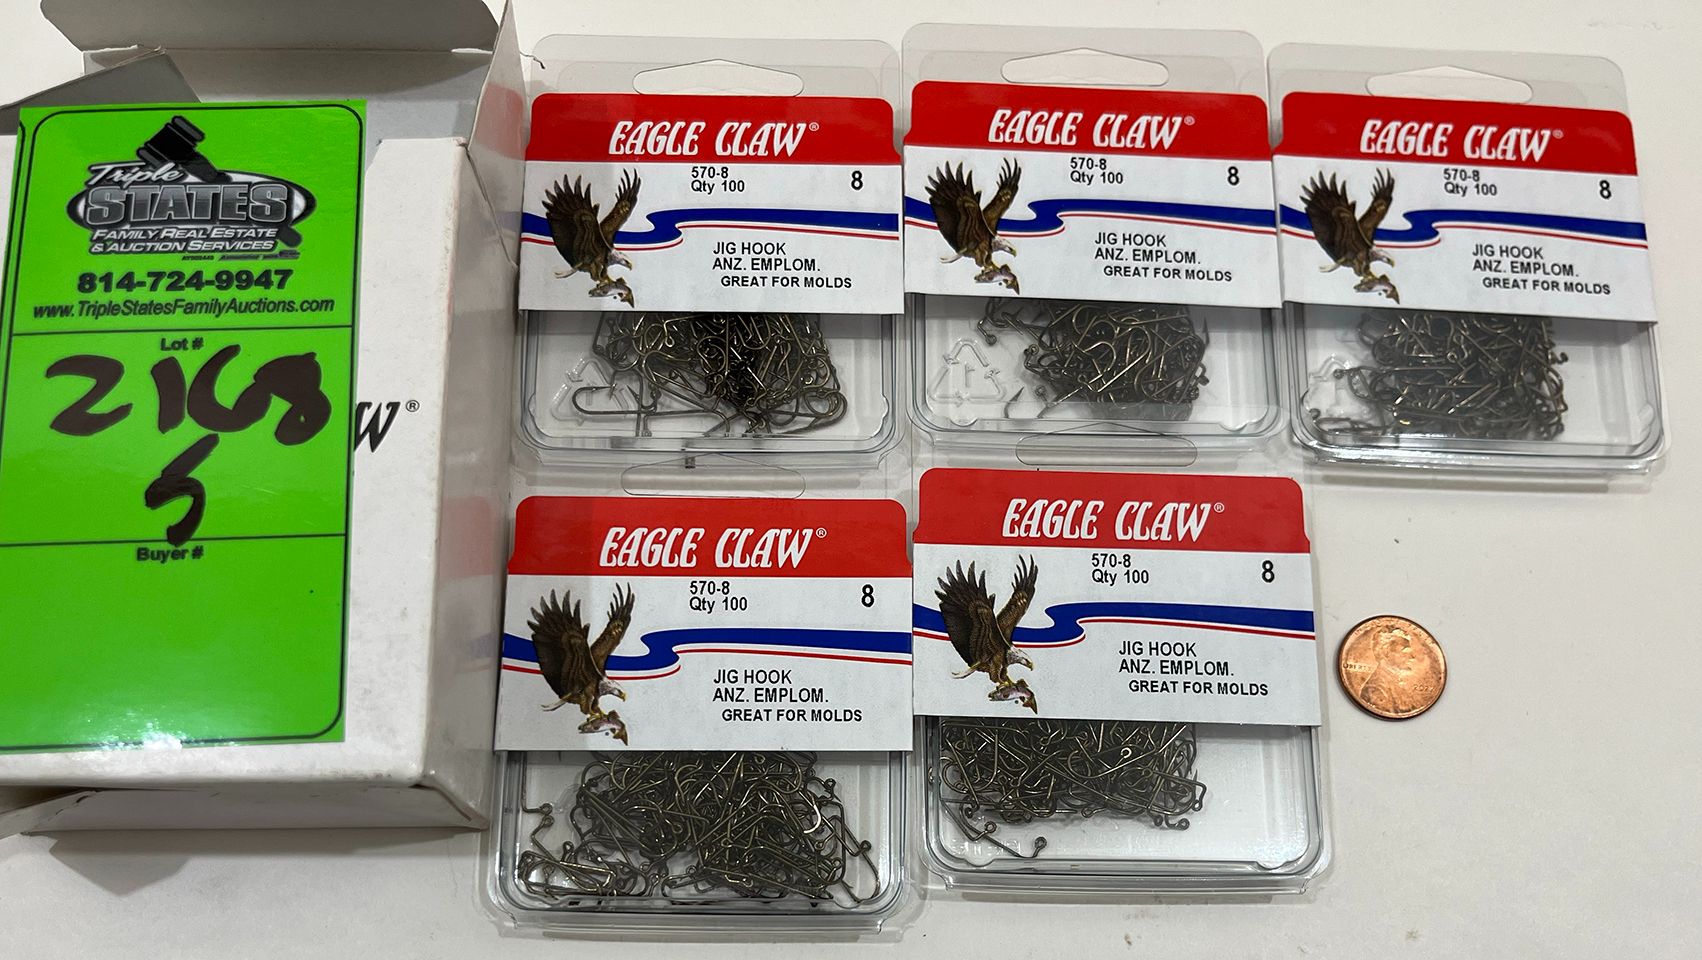 Triple
STATES
FAMILY REAL ESTATE
& AUCTION SERVICES
814-724-9947
www.TripleStatesFamilyAuctions.com
Lot #
2168
5
Buyer #
AW®
EAGLE CLAW®
570-8
Qty 100
8
JIG HOOK
ANZ. EMPLOM.
GREAT FOR MOLDS
EAGLE CLAW®
570-8
Qty 100
8
JIG HOOK
ANZ. EMPLOM.
GREAT FOR MOLDS
EAGLE CLAW®
570-8
Qty 100
8
JIG HOOK
ANZ. EMPLOM.
GREAT FOR MOLDS
EAGLE CLAW®
570-8
Qty 100
8
JIG HOOK
ANZ. EMPLOM.
GREAT FOR MOLDS
EAGLE CLAW®
570-8
Qty 100
8
JIG HOOK
ANZ. EMPLOM.
GREAT FOR MOLDS
LIBERTY